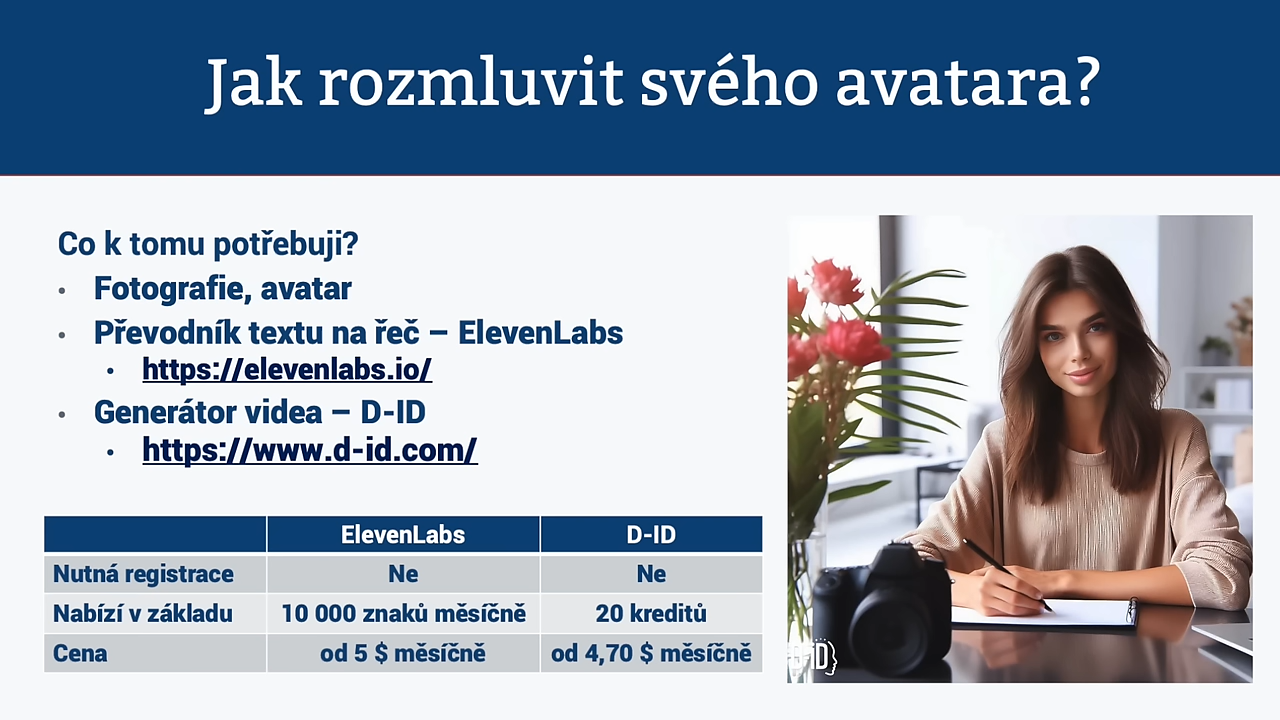 Jak rozmluvit svého avatara?
Co k tomu potřebuji?
• Fotografie, avatar
• Převodník textu na řeč – ElevenLabs
• https://elevenlabs.io/
• Generátor videa – D-ID
• https://www.d-id.com/
ElevenLabs D-ID
Nutná registrace Ne Ne
Nabízí v základu 10 000 znaků měsíčně 20 kreditů
Cena od 5 $ měsíčně od 4,70 $ měsíčně
D-iD